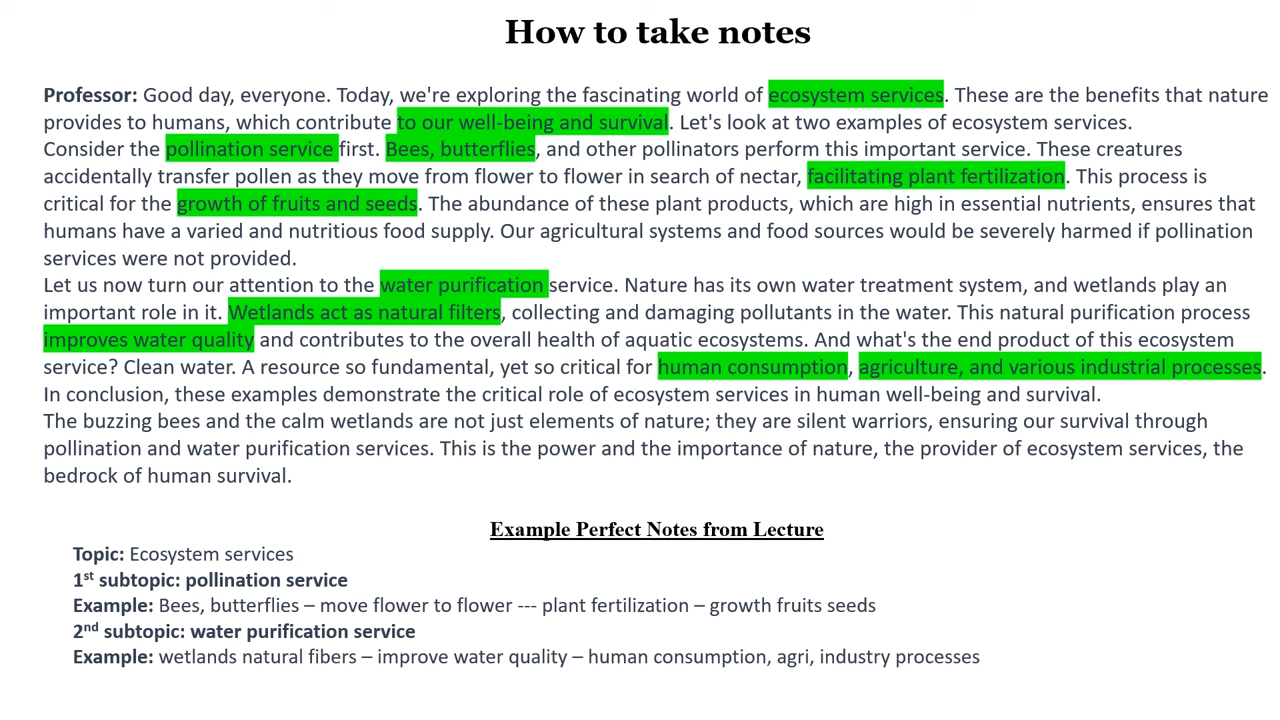 How to take notes
Professor: Good day, everyone. Today, we're exploring the fascinating world of ecosystem services. These are the benefits that nature
provides to humans, which contribute to our well-being and survival. Let's look at two examples of ecosystem services.
Consider the pollination service first. Bees, butterflies, and other pollinators perform this important service. These creatures
accidentally transfer pollen as they move from flower to flower in search of nectar, facilitating plant fertilization. This process is
critical for the growth of fruits and seeds. The abundance of these plant products, which are high in essential nutrients, ensures that
humans have a varied and nutritious food supply. Our agricultural systems and food sources would be severely harmed if pollination
services were not provided.
Let us now turn our attention to the water purification service. Nature has its own water treatment system, and wetlands play an
important role in it. Wetlands act as natural filters, collecting and damaging pollutants in the water. This natural purification process
improves water quality and contributes to the overall health of aquatic ecosystems. And what's the end product of this ecosystem
service? Clean water. A resource so fundamental, yet so critical for human consumption, agriculture, and various industrial processes.
In conclusion, these examples demonstrate the critical role of ecosystem services in human well-being and survival.
The buzzing bees and the calm wetlands are not just elements of nature; they are silent warriors, ensuring our survival through
pollination and water purification services. This is the power and the importance of nature, the provider of ecosystem services, the
bedrock of human survival.
Example Perfect Notes from Lecture
Topic: Ecosystem services
1st subtopic: pollination service
Example: Bees, butterflies – move flower to flower --- plant fertilization – growth fruits seeds
2nd subtopic: water purification service
Example: wetlands natural fibers – improve water quality – human consumption, agri, industry processes